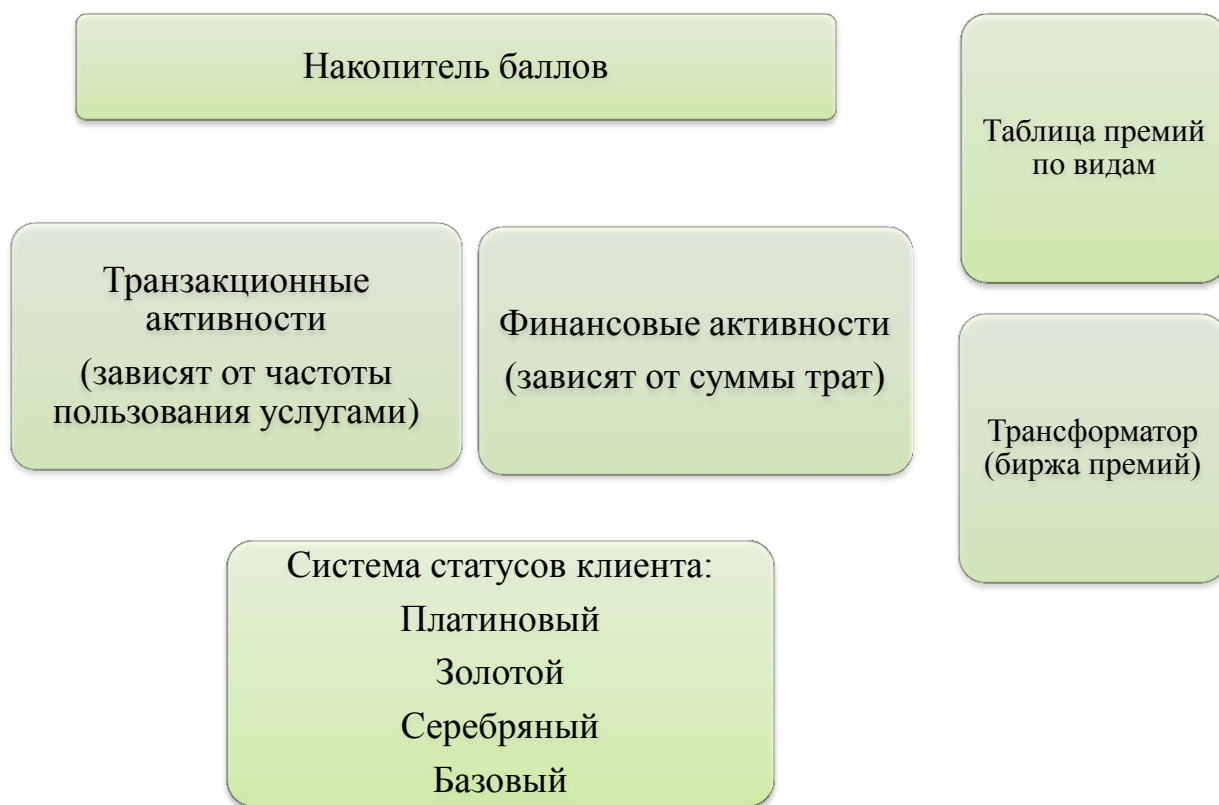 Накопитель баллов
Таблица премий
по видам
Транзакционные
активности
(зависят от частоты
пользования услугами)
Финансовые активности
(зависят от суммы трат)
Трансформатор
(биржа премий)
Система статусов клиента:
Платиновый
Золотой
Серебряный
Базовый